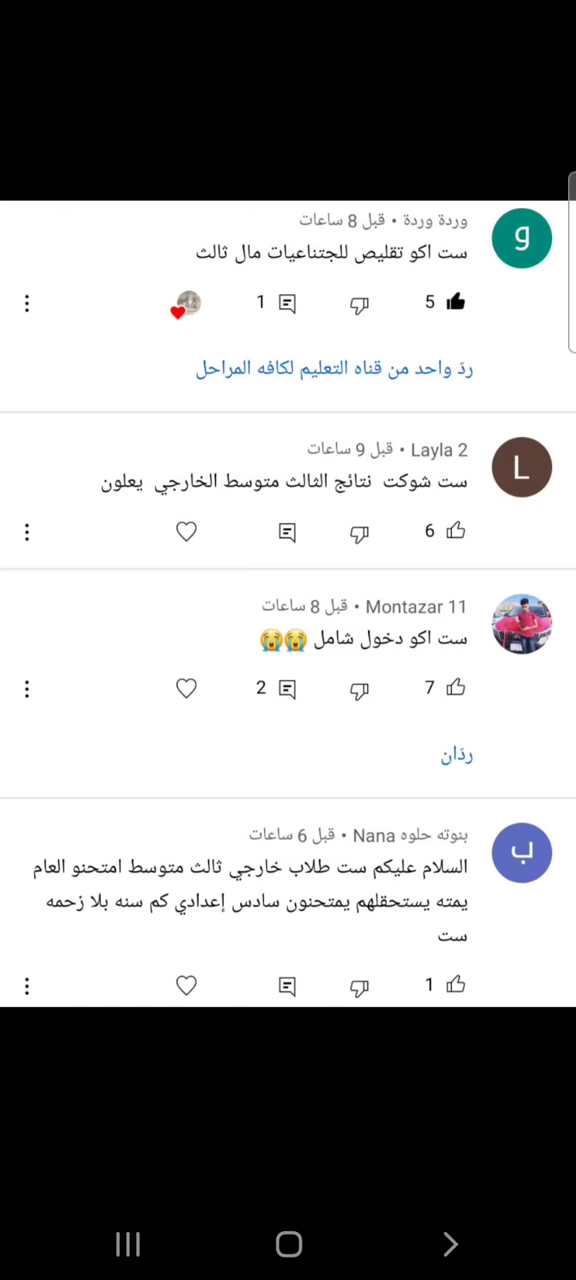 g
وردة وردة • قبل 8 ساعات
ست اكو تقليص للجتناعيات مال ثالث
5
1
ردّ واحد من قناه التعليم لكافه المراحل
L
Layla 2 • قبل 9 ساعات
ست شوكت نتائج الثالث متوسط الخارجي يعلون
6
Montazar 11 • قبل 8 ساعات
ست اكو دخول شامل 😭😭
7
2
ردّان
ب
بنوته حلوه Nana • قبل 6 ساعات
السلام عليكم ست طلاب خارجي ثالث متوسط امتحنو العام
يمته يستحقلهم يمتحنون سادس إعدادي كم سنه بلا زحمه
ست
1